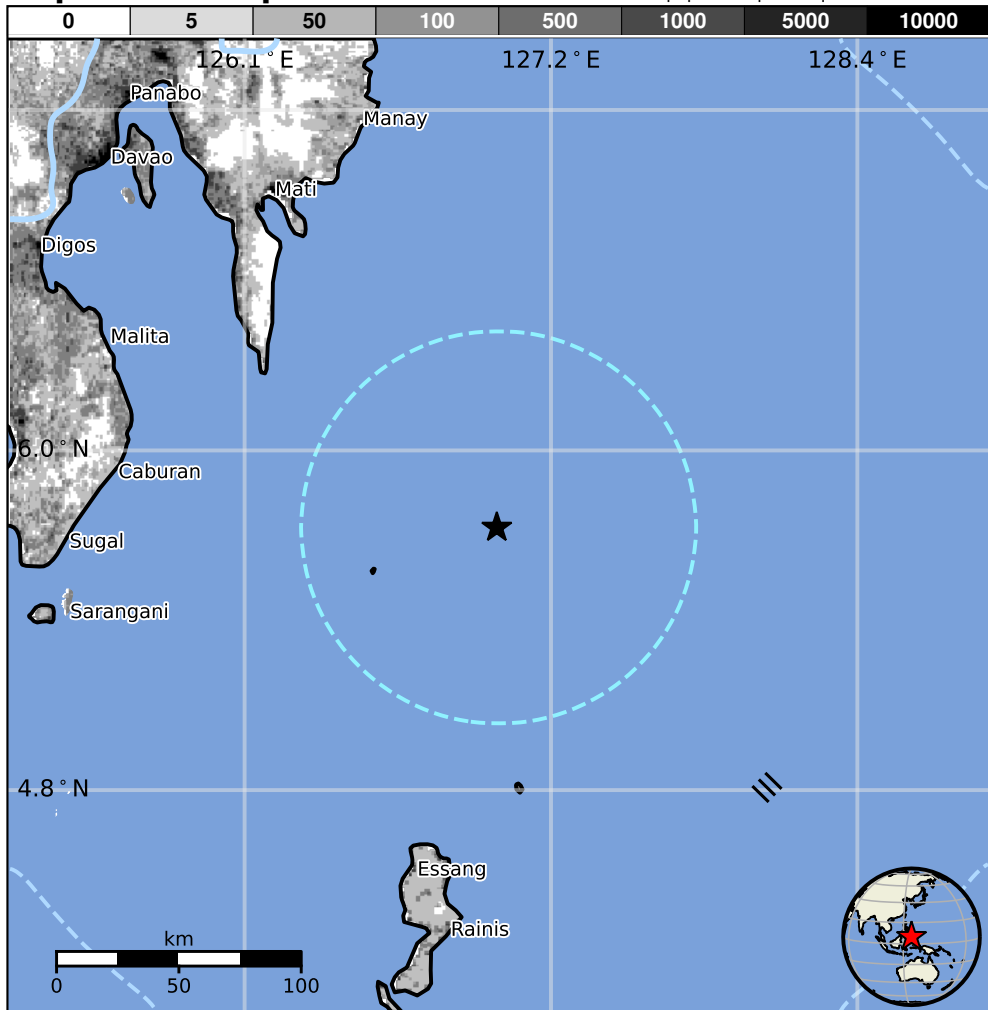 0 5 50 100 500 1000 5000 10000
126.1°E 127.2°E 128.4°E
Panabo
Manay
Davao
Mati
Digos
Malita
6.0°N
Caburan
Sugal
Sarangani
4.8°N
Essang
Rainis
km
0 50 100